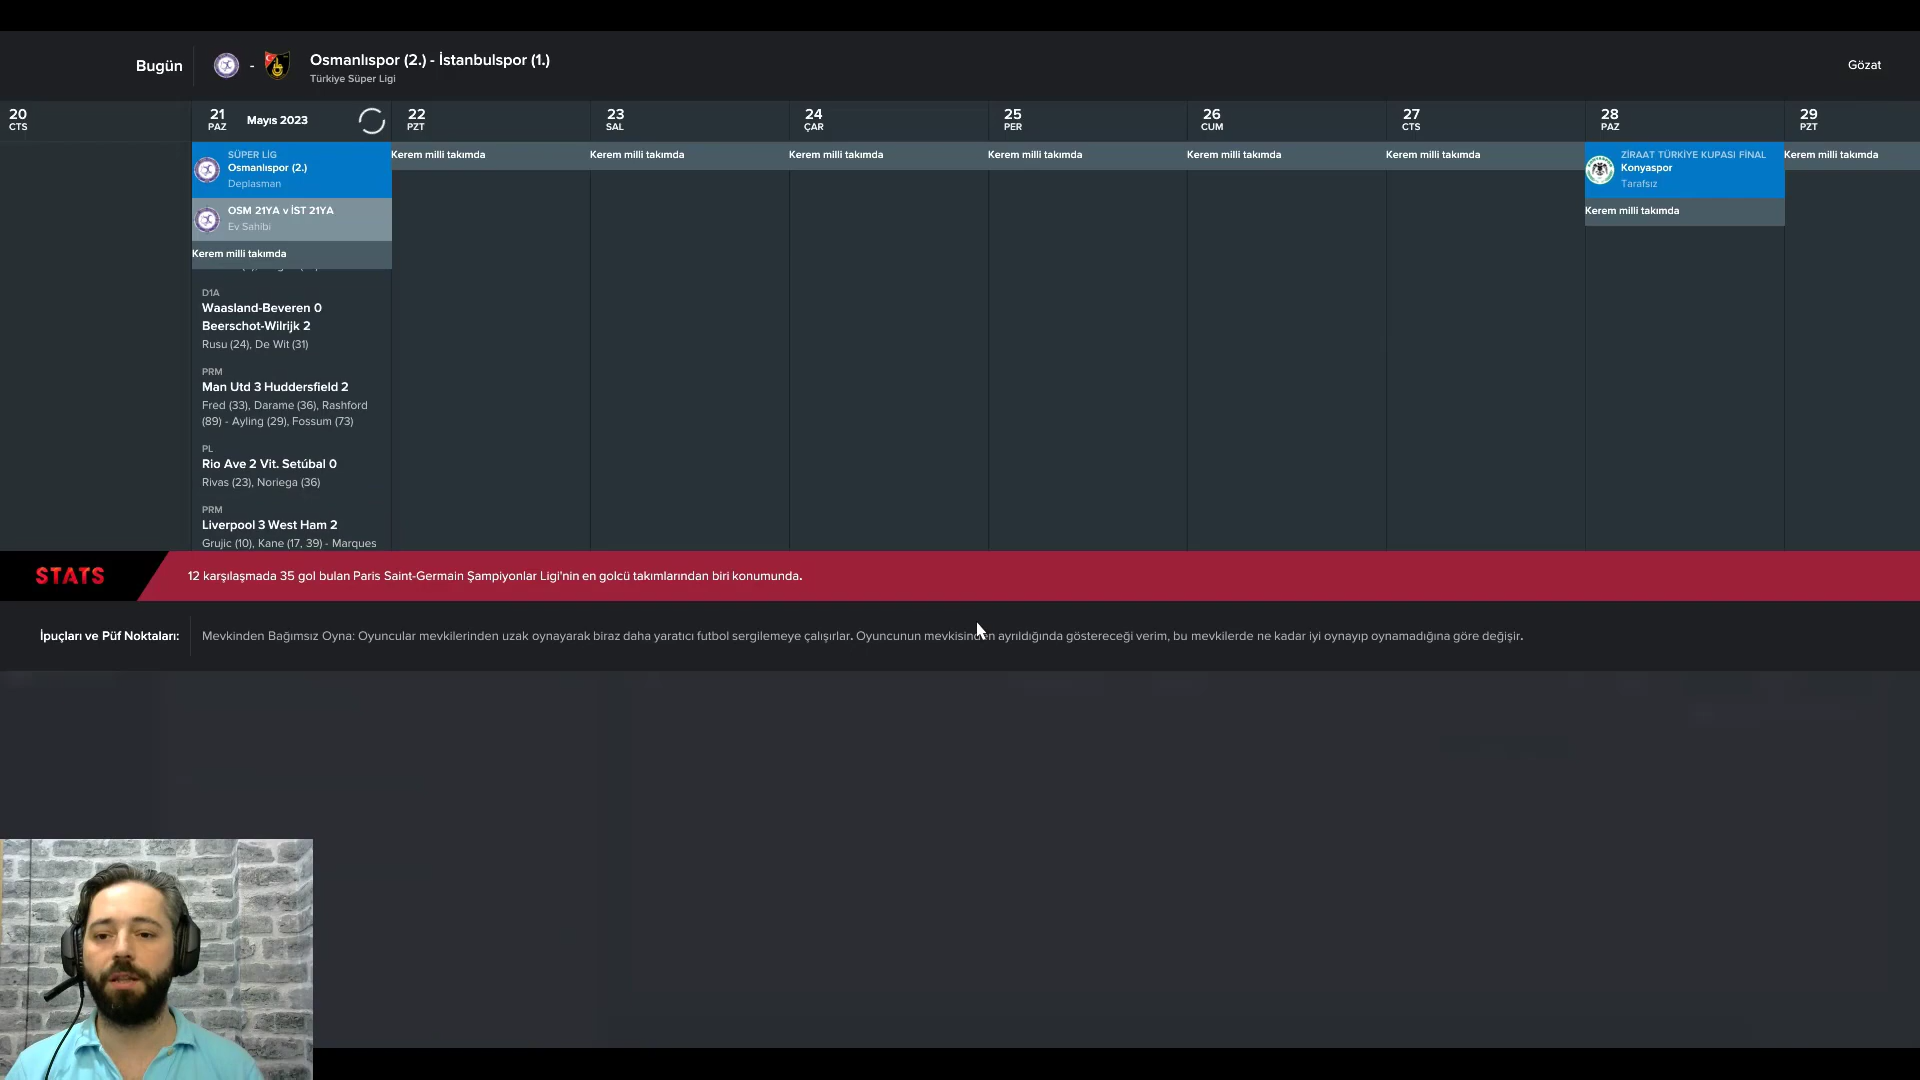 Bugün
-
Osmanlıspor (2.) - İstanbulspor (1.)
Türkiye Süper Ligi
Gözat
20
CTS
21
PAZ
Mayıs 2023
22
PZT
23
SAL
24
ÇAR
25
PER
26
CUM
27
CTS
28
PAZ
29
PZT
SÜPER LİG
Osmanlıspor (2.)
Deplasman
OSM 21YA v İST 21YA
Ev Sahibi
Kerem milli takımda
Kerem milli takımda
Kerem milli takımda
Kerem milli takımda
Kerem milli takımda
Kerem milli takımda
Kerem milli takımda
ZİRAAT TÜRKİYE KUPASI FİNAL
Konyaspor
Tarafsız
Kerem milli takımda
Kerem milli takımda
D1A
Waasland-Beveren 0
Beerschot-Wilrijk 2
Rusu (24), De Wit (31)
PRM
Man Utd 3 Huddersfield 2
Fred (33), Darame (36), Rashford
(89) - Ayling (29), Fossum (73)
PL
Rio Ave 2 Vit. Setúbal 0
Rivas (23), Noriega (36)
PRM
Liverpool 3 West Ham 2
Grujic (10), Kane (17, 39) - Marques
STATS
12 karşılaşmada 35 gol bulan Paris Saint-Germain Şampiyonlar Ligi'nin en golcü takımlarından biri konumunda.
İpuçları ve Püf Noktaları:
Mevkinden Bağımsız Oyna: Oyuncular mevkilerinden uzak oynayarak biraz daha yaratıcı futbol sergilemeye çalışırlar. Oyuncunun mevkisinden ayrıldığında göstereceği verim, bu mevkilerde ne kadar iyi oynayıp oynamadığına göre değişir.